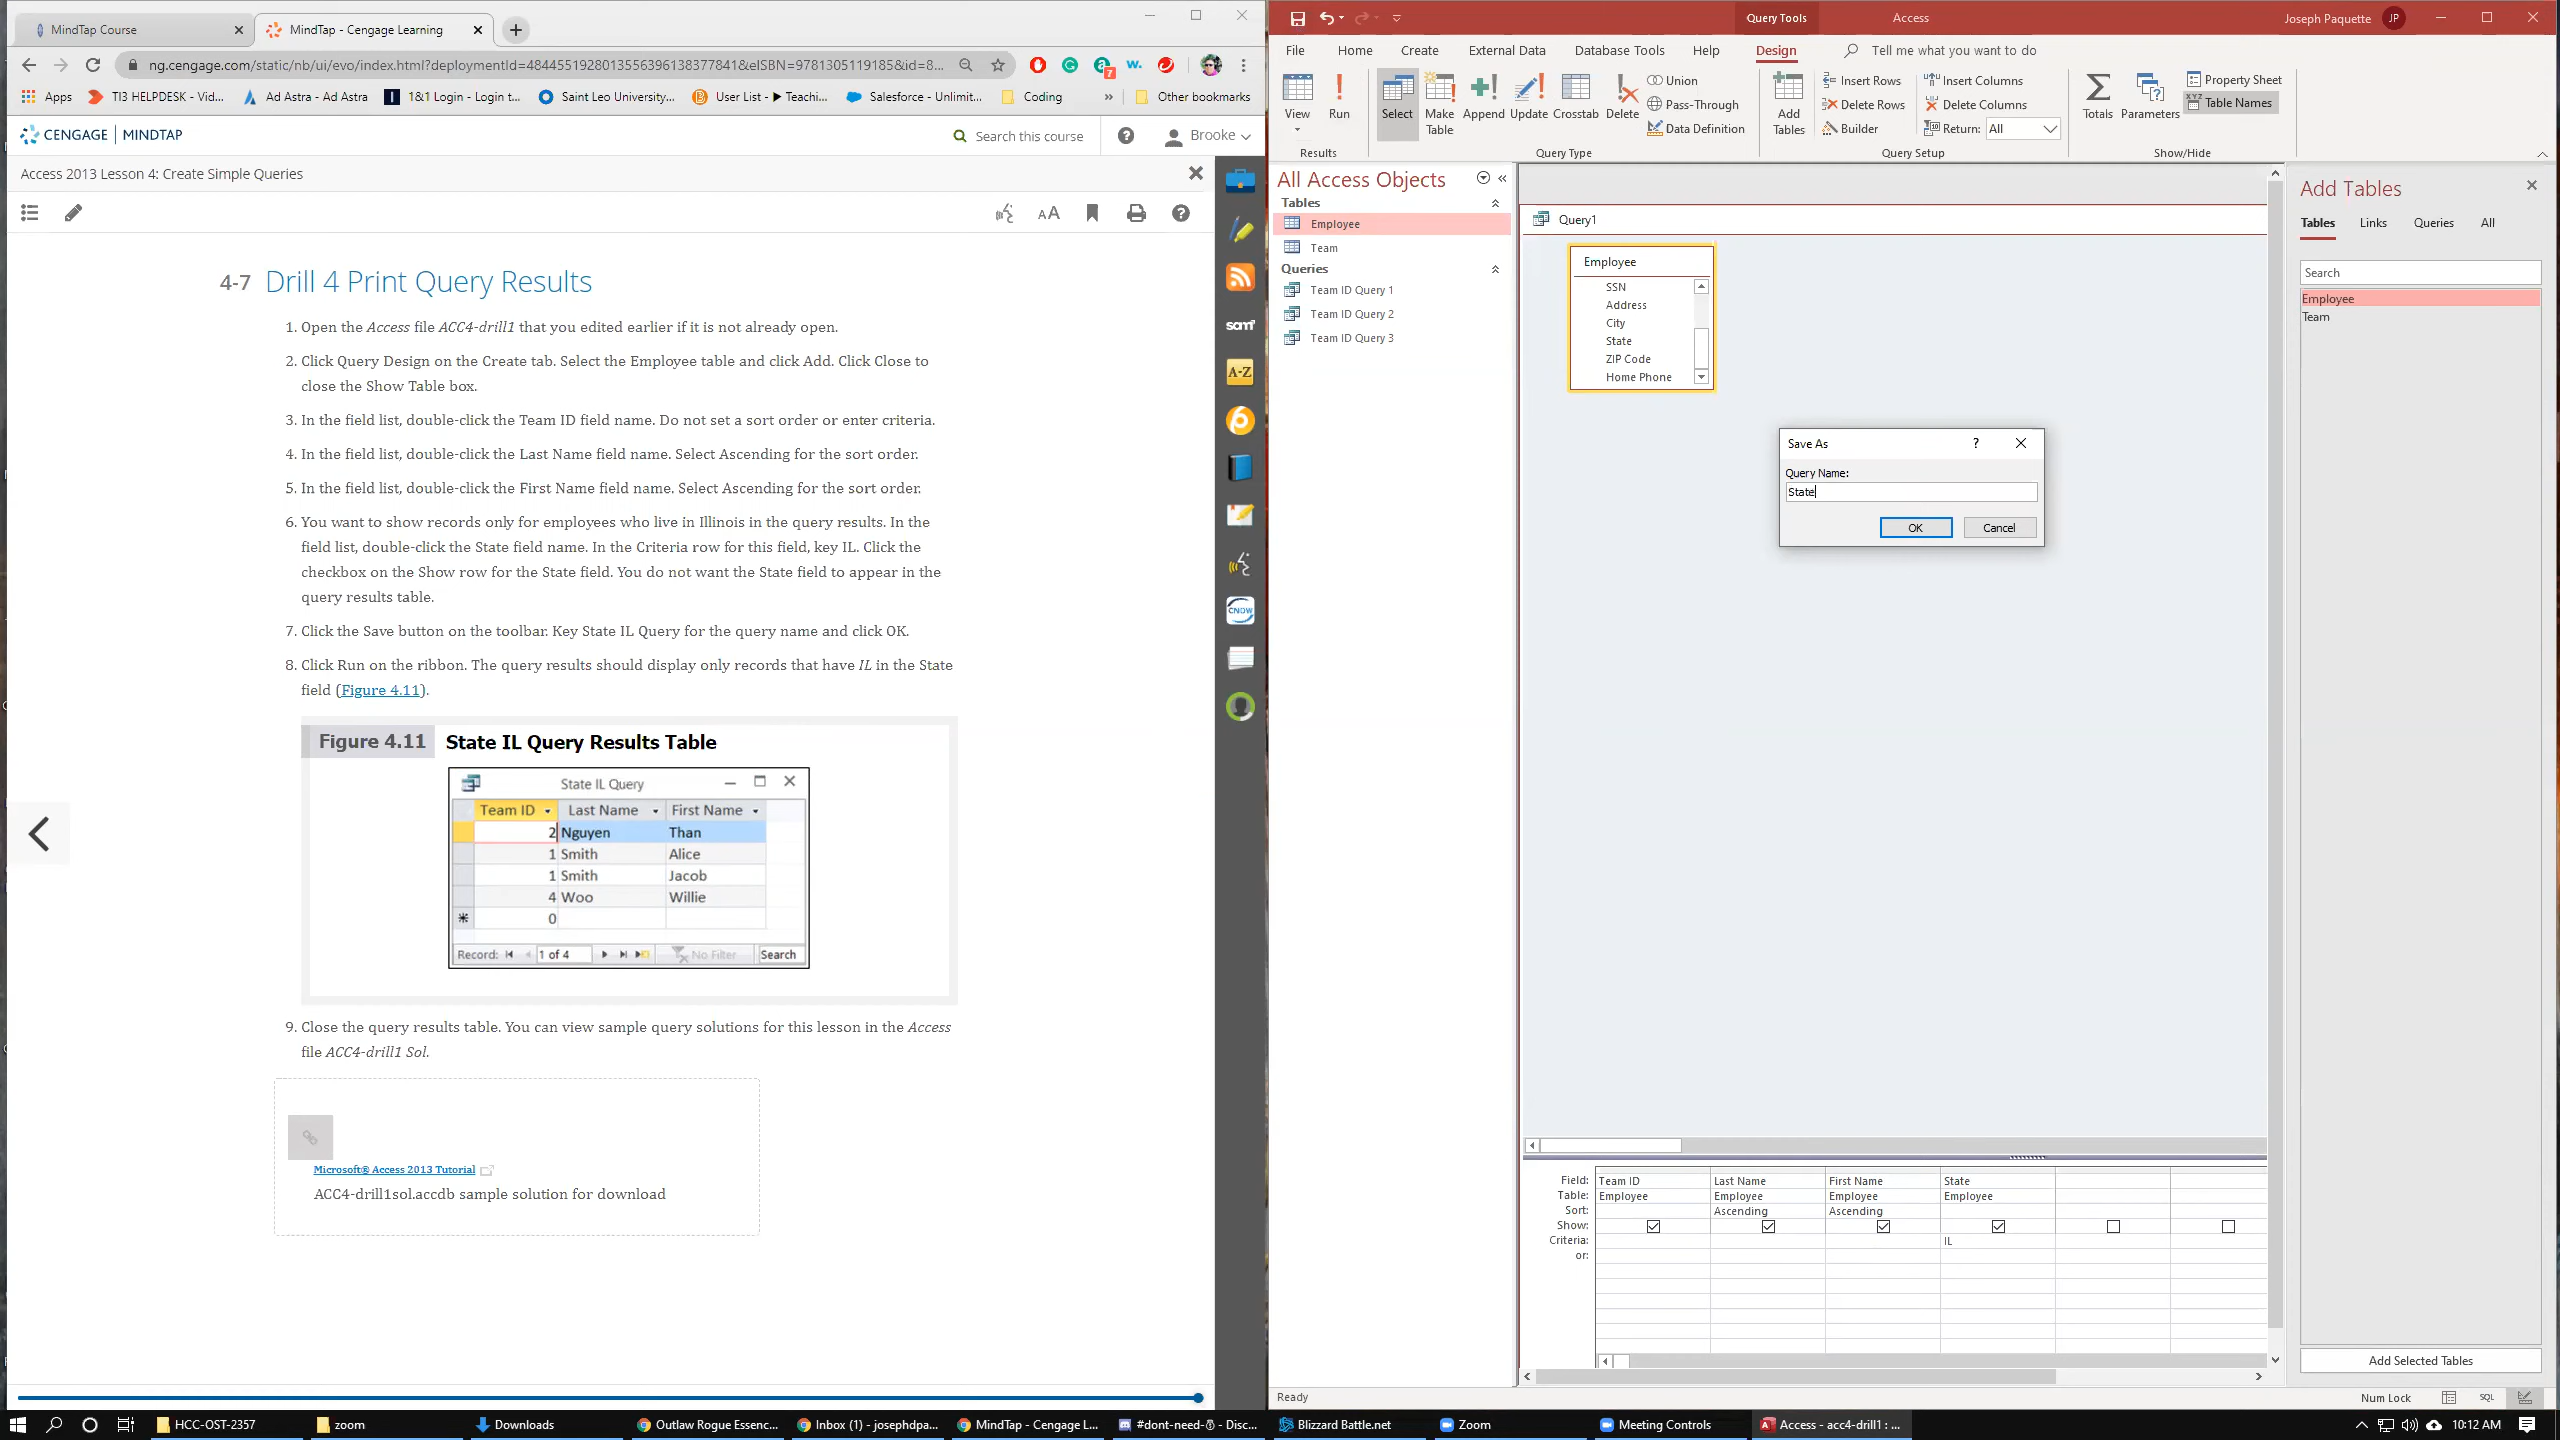 MindTap Course
MindTap - Cengage Learning
ng.cengage.com/static/nb/ui/evo/index.html?deploymentId=4844551928013556396138377841&eISBN=9781305119185&id=8...
Apps
TI3 HELPDESK - Vid...
Ad Astra - Ad Astra
1&1 Login - Login t...
Saint Leo University...
User List - ▶ Teachi...
Salesforce - Unlimit...
Coding
»
Other bookmarks
CENGAGE | MINDTAP
Search this course
Brooke
Access 2013 Lesson 4: Create Simple Queries
AA
sam
A-Z
CNOW
4-7 Drill 4 Print Query Results
1. Open the Access file ACC4-drill1 that you edited earlier if it is not already open.
2. Click Query Design on the Create tab. Select the Employee table and click Add. Click Close to
close the Show Table box.
3. In the field list, double-click the Team ID field name. Do not set a sort order or enter criteria.
4. In the field list, double-click the Last Name field name. Select Ascending for the sort order.
5. In the field list, double-click the First Name field name. Select Ascending for the sort order.
6. You want to show records only for employees who live in Illinois in the query results. In the
field list, double-click the State field name. In the Criteria row for this field, key IL. Click the
checkbox on the Show row for the State field. You do not want the State field to appear in the
query results table.
7. Click the Save button on the toolbar. Key State IL Query for the query name and click OK.
8. Click Run on the ribbon. The query results should display only records that have IL in the State
field (Figure 4.11).
Figure 4.11 State IL Query Results Table
State IL Query
Team ID Last Name First Name
2 Nguyen Than
1 Smith Alice
1 Smith Jacob
4 Woo Willie
0
Record: 1 of 4 No Filter Search
9. Close the query results table. You can view sample query solutions for this lesson in the Access
file ACC4-drill1 Sol.
Microsoft® Access 2013 Tutorial
ACC4-drill1sol.accdb sample solution for download
Query Tools
Access
Joseph Paquette JP
File Home Create External Data Database Tools Help Design Tell me what you want to do
View
Run
Results
Select
Make Table
Append
Update
Crosstab
Delete
Union
Pass-Through
Data Definition
Query Type
Add Tables
Insert Rows
Delete Rows
Builder
Insert Columns
Delete Columns
Return: All
Query Setup
Totals
Parameters
Property Sheet
Table Names
Show/Hide
All Access Objects
Tables
Employee
Team
Queries
Team ID Query 1
Team ID Query 2
Team ID Query 3
Query1
Employee
SSN
Address
City
State
ZIP Code
Home Phone
Save As
Query Name:
State
OK Cancel
Field: Team ID Last Name First Name State
Table: Employee Employee Employee Employee
Sort: Ascending Ascending
Show:
Criteria: IL
or:
Add Tables
Tables Links Queries All
Search
Employee
Team
Add Selected Tables
Ready
Num Lock
SQL
HCC-OST-2357
zoom
Downloads
Outlaw Rogue Essenc...
Inbox (1) - josephdpa...
MindTap - Cengage L...
Blizzard Battle.net
Zoom
Meeting Controls
Access - acc4-drill1 : ...
10:12 AM